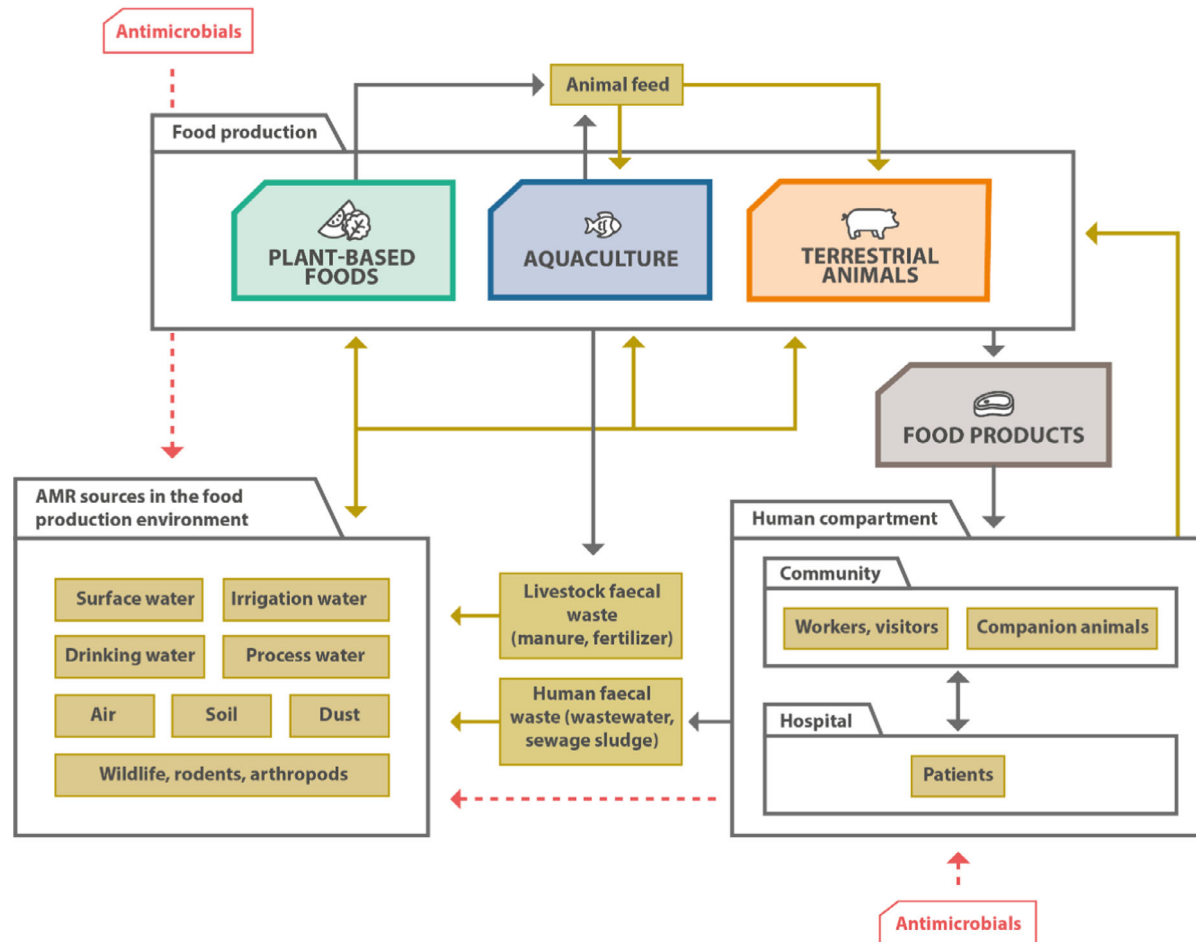 Antimicrobials
Animal feed
Food production
PLANT-BASED
FOODS
AQUACULTURE
TERRESTRIAL
ANIMALS
FOOD PRODUCTS
AMR sources in the food
production environment
Surface water
Irrigation water
Drinking water
Process water
Air
Soil
Dust
Wildlife, rodents, arthropods
Livestock faecal
waste
(manure, fertilizer)
Human faecal
waste (wastewater,
sewage sludge)
Human compartment
Community
Workers, visitors
Companion animals
Hospital
Patients
Antimicrobials